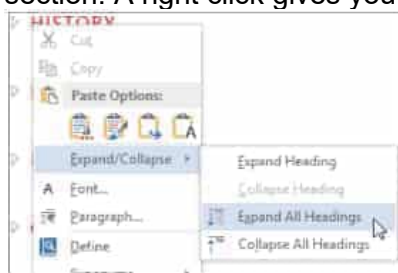 section. A right click gives you
HISTORY
Cut
Copy
Paste Options:
Expand/Collapse
Expand Heading
A Font...
Collapse Heading
Paragraph...
Expand All Headings
Define
Collapse All Headings
Synonyms